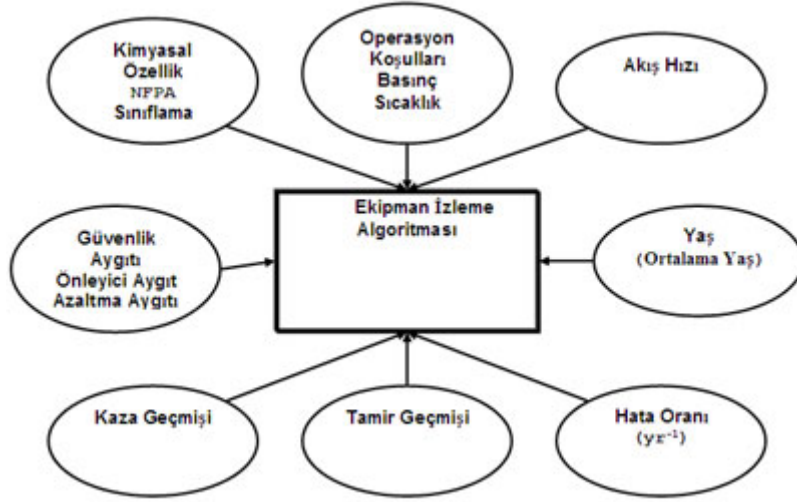 Kimyasal
Özellik
NFPA
Sınıflama
Operasyon
Koşulları
Basınç
Sıcaklık
Akış Hızı
Ekipman İzleme
Algoritması
Güvenlik
Aygıtı
Önleyici Aygıt
Azaltma Aygıtı
Yaş
(Ortalama Yaş)
Kaza Geçmişi
Tamir Geçmişi
Hata Oranı
(yr⁻¹)